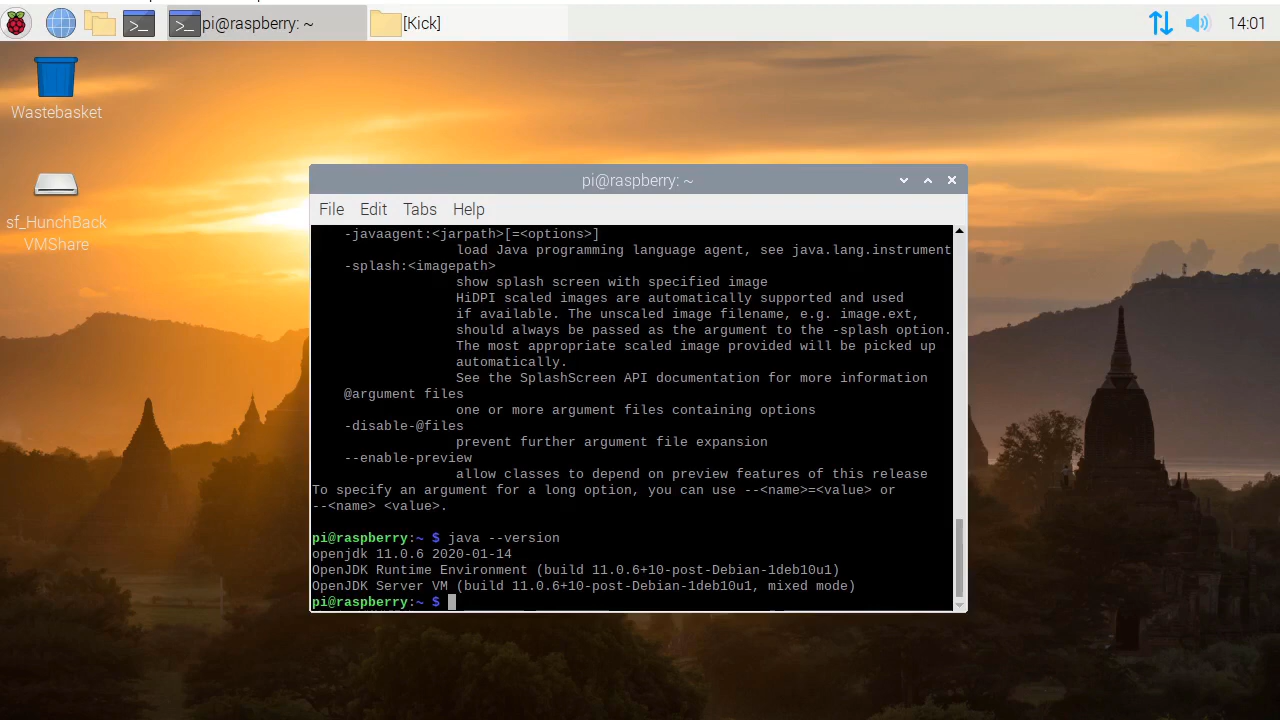 pi@raspberry: ~
[Kick]
14:01
Wastebasket
sf_HunchBack
VMShare
pi@raspberry: ~
File Edit Tabs Help
-javaagent:<jarpath>[=<options>]
load Java programming language agent, see java.lang.instrument
-splash:<imagepath>
show splash screen with specified image
HiDPI scaled images are automatically supported and used
if available. The unscaled image filename, e.g. image.ext,
should always be passed as the argument to the -splash option.
The most appropriate scaled image provided will be picked up
automatically.
See the SplashScreen API documentation for more information
@argument files
one or more argument files containing options
-disable-@files
prevent further argument file expansion
--enable-preview
allow classes to depend on preview features of this release
To specify an argument for a long option, you can use --<name>=<value> or
--<name> <value>.
pi@raspberry:~ $ java --version
openjdk 11.0.6 2020-01-14
OpenJDK Runtime Environment (build 11.0.6+10-post-Debian-1deb10u1)
OpenJDK Server VM (build 11.0.6+10-post-Debian-1deb10u1, mixed mode)
pi@raspberry:~ $